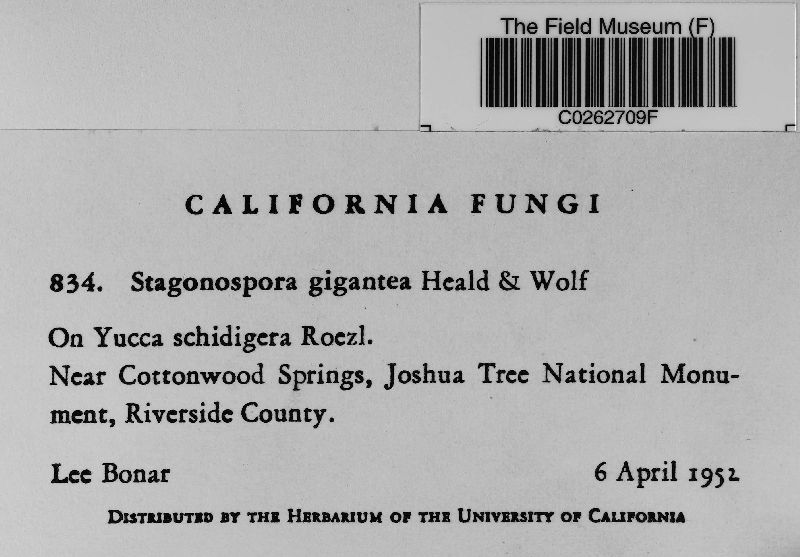 The Field Museum (F)
C0262709F
CALIFORNIA FUNGI
834. Stagonospora gigantea Heald & Wolf
On Yucca schidigera Roezl.
Near Cottonwood Springs, Joshua Tree National Monu-
ment, Riverside County.
Lee Bonar 6 April 1952
Distributed by the Herbarium of the University of California